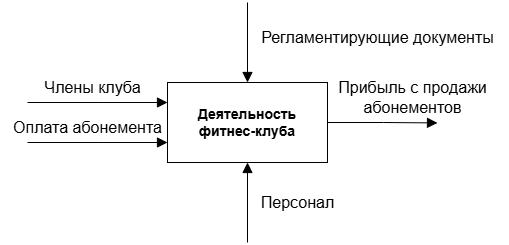 Регламентирующие документы
Члены клуба
Оплата абонемента
Деятельность
фитнес-клуба
Прибыль с продажи
абонементов
Персонал